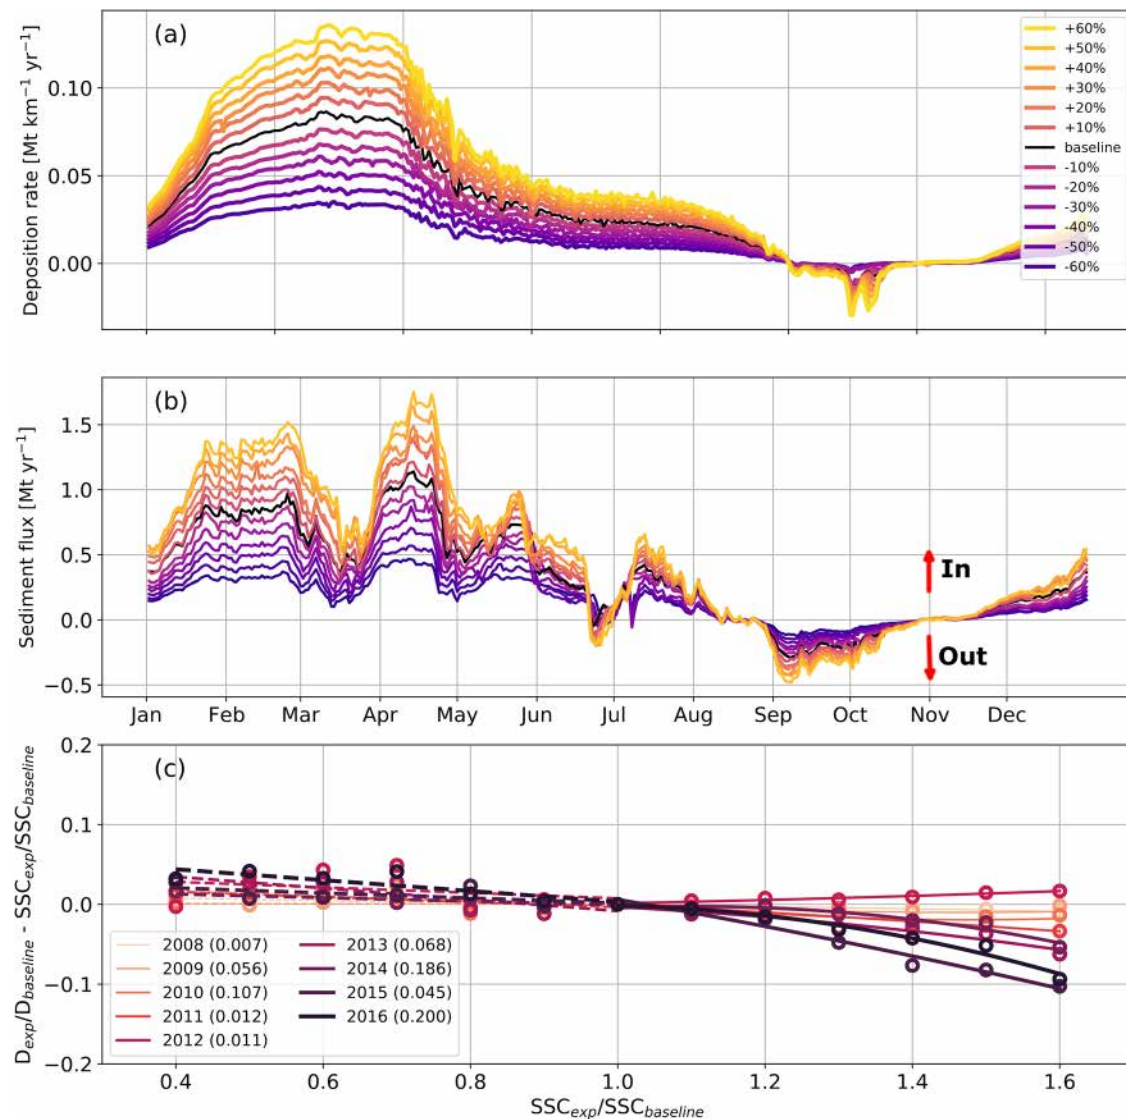 (a)
Deposition rate [Mt km⁻¹ yr⁻¹]
0.10
0.05
0.00
+60%
+50%
+40%
+30%
+20%
+10%
baseline
-10%
-20%
-30%
-40%
-50%
-60%
(b)
Sediment flux [Mt yr⁻¹]
1.5
1.0
0.5
0.0
−0.5
In
Out
Jan Feb Mar Apr May Jun Jul Aug Sep Oct Nov Dec
(c)
D_exp/D_baseline - SSC_exp/SSC_baseline
0.2
0.1
0.0
−0.1
−0.2
2008 (0.007)
2009 (0.056)
2010 (0.107)
2011 (0.012)
2012 (0.011)
2013 (0.068)
2014 (0.186)
2015 (0.045)
2016 (0.200)
0.4 0.6 0.8 1.0 1.2 1.4 1.6
SSC_exp/SSC_baseline